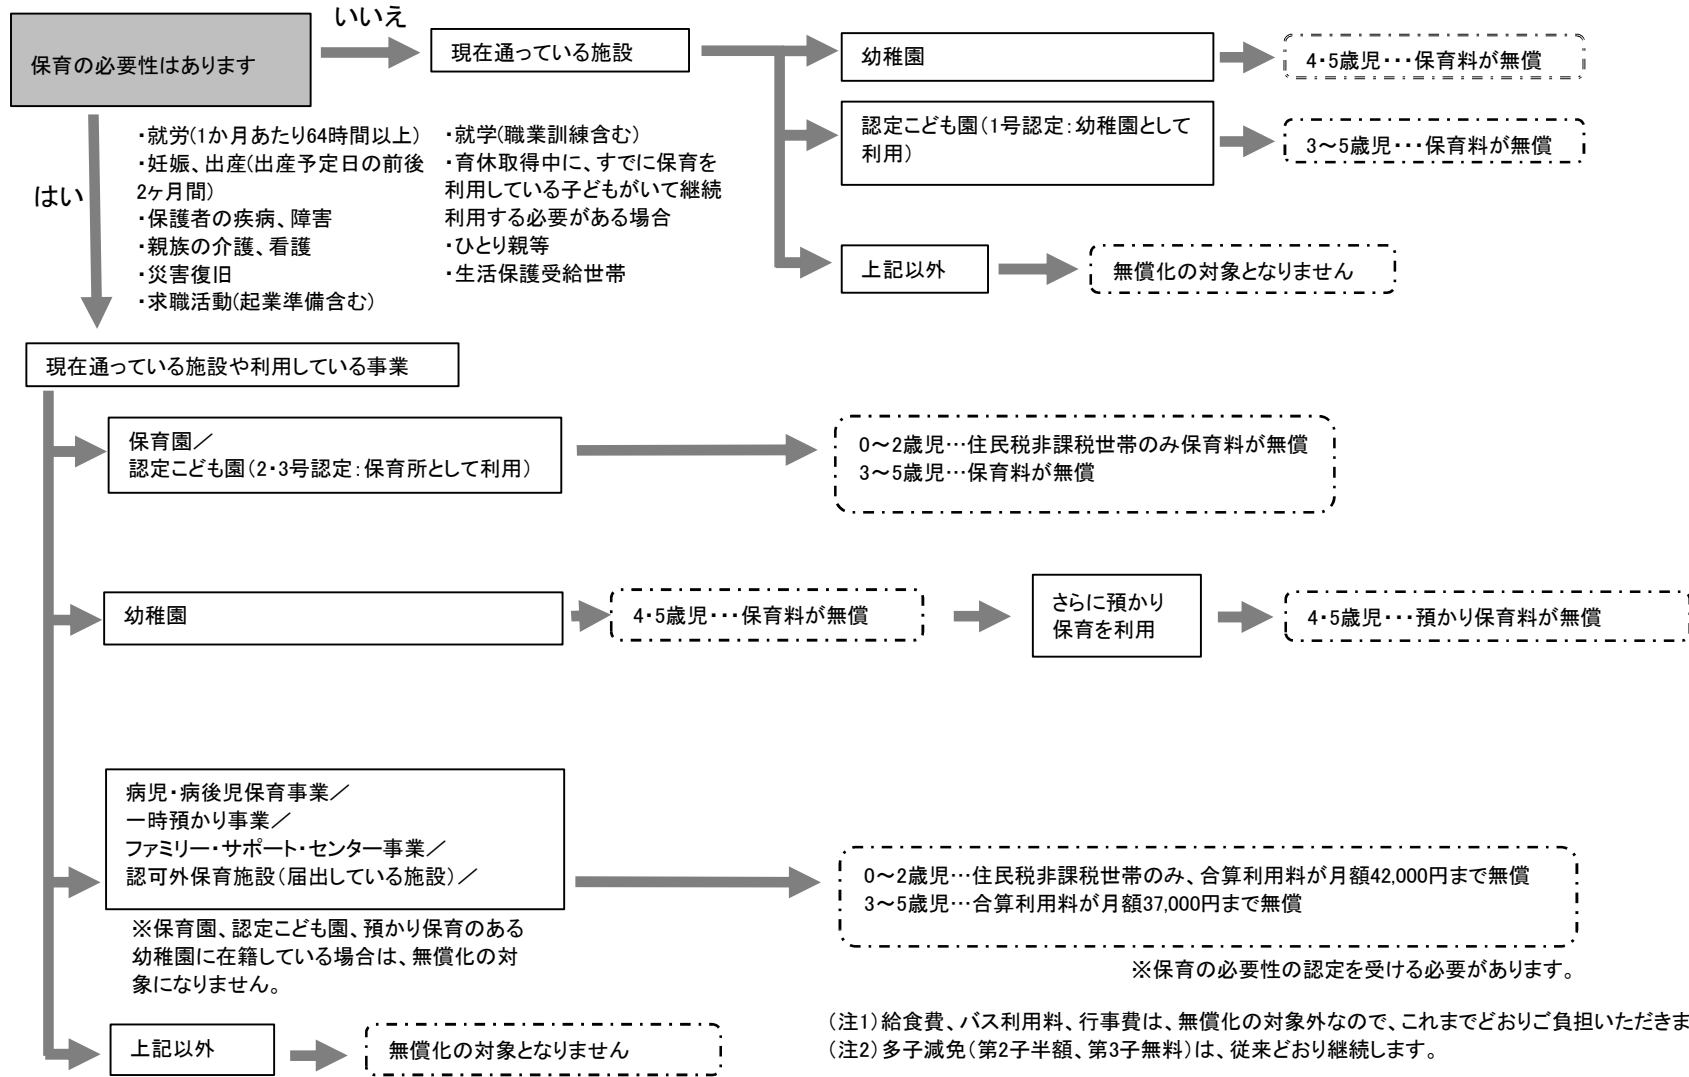 いいえ
保育の必要性はあります
現在通っている施設
幼稚園
4・5歳児・・・保育料が無償
認定こども園(1号認定:幼稚園として
利用)
3～5歳児・・・保育料が無償
上記以外
無償化の対象となりません
はい
・就労(1か月あたり64時間以上)
・妊娠、出産(出産予定日の前後
2ヶ月間)
・保護者の疾病、障害
・親族の介護、看護
・災害復旧
・求職活動(起業準備含む)
・就学(職業訓練含む)
・育休取得中に、すでに保育を
利用している子どもがいて継続
利用する必要がある場合
・ひとり親等
・生活保護受給世帯
現在通っている施設や利用している事業
保育園／
認定こども園(2・3号認定:保育所として利用)
0～2歳児…住民税非課税世帯のみ保育料が無償
3～5歳児…保育料が無償
幼稚園
4・5歳児・・・保育料が無償
さらに預かり
保育を利用
4・5歳児・・・預かり保育料が無償
病児・病後児保育事業／
一時預かり事業／
ファミリー・サポート・センター事業／
認可外保育施設(届出している施設)／
0～2歳児…住民税非課税世帯のみ、合算利用料が月額42,000円まで無償
3～5歳児…合算利用料が月額37,000円まで無償
※保育園、認定こども園、預かり保育のある
幼稚園に在籍している場合は、無償化の対
象になりません。
※保育の必要性の認定を受ける必要があります。
上記以外
無償化の対象となりません
(注1)給食費、バス利用料、行事費は、無償化の対象外なので、これまでどおりご負担いただきま
(注2)多子減免(第2子半額、第3子無料)は、従来どおり継続します。